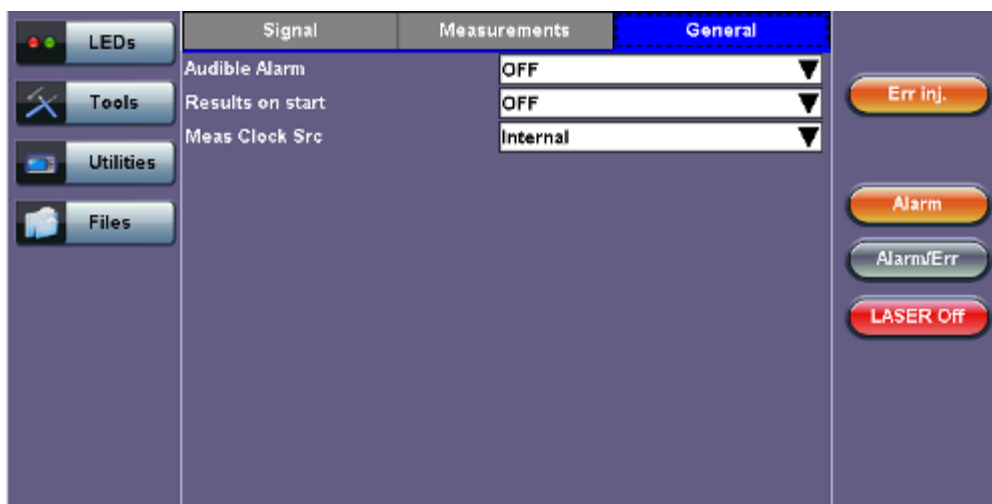 LEDs
Tools
Utilities
Files
Signal Measurements General
Audible Alarm OFF
Results on start OFF
Meas Clock Src Internal
Err inj.
Alarm
Alarm/Err
LASER Off